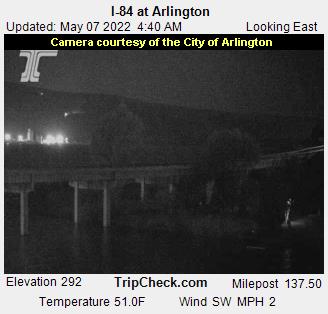 I-84 at Arlington
Updated: May 07 2022 4:40 AM Looking East
Camera courtesy of the City of Arlington
Elevation 292 TripCheck.com Milepost 137.50
Temperature 51.0F Wind SW MPH 2